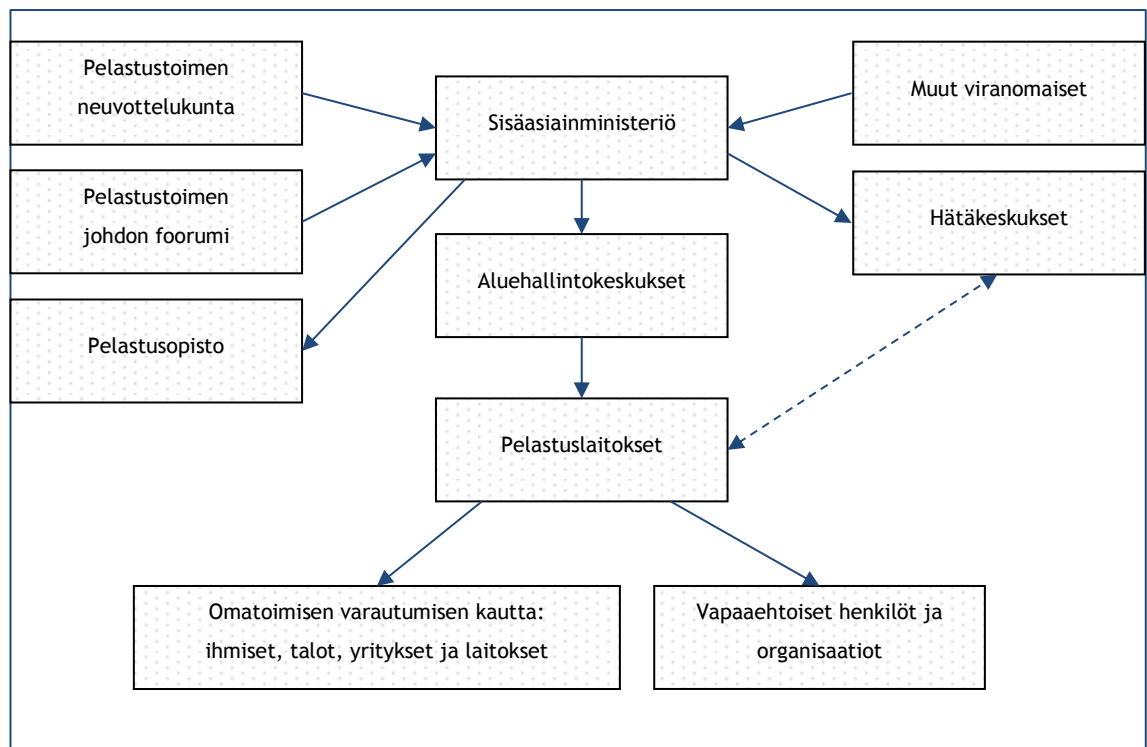 Pelastustoimen
neuvottelukunta
Sisäasiainministeriö
Muut viranomaiset
Pelastustoimen
johdon foorumi
Hätäkeskukset
Aluehallintokeskukset
Pelastusopisto
Pelastuslaitokset
Omatoimisen varautumisen kautta:
ihmiset, talot, yritykset ja laitokset
Vapaaehtoiset henkilöt ja
organisaatiot